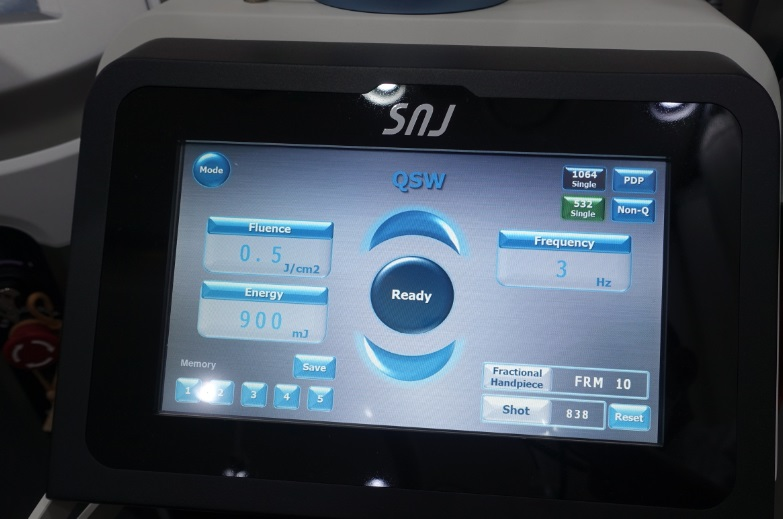 SNJ
Mode
QSW
1064
Single
PDP
532
Single
Non-Q
Fluence
0.5
J/cm2
Frequency
3
Hz
Energy
900
mJ
Ready
Memory
Save
1
2
3
4
5
Fractional
Handpiece
FRM 10
Shot
838
Reset